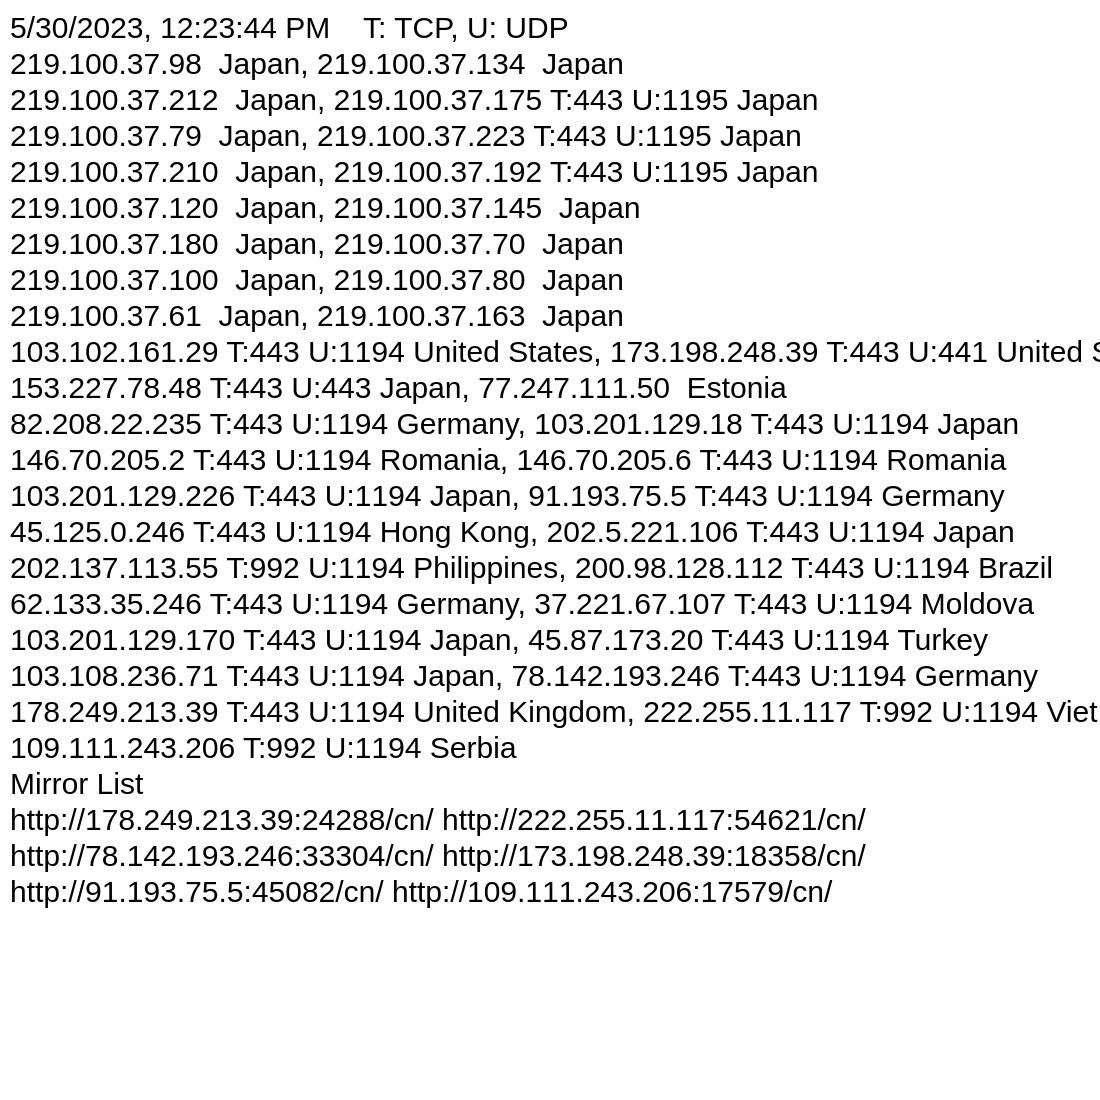 5/30/2023, 12:23:44 PM    T: TCP, U: UDP
219.100.37.98  Japan, 219.100.37.134  Japan
219.100.37.212  Japan, 219.100.37.175 T:443 U:1195 Japan
219.100.37.79  Japan, 219.100.37.223 T:443 U:1195 Japan
219.100.37.210  Japan, 219.100.37.192 T:443 U:1195 Japan
219.100.37.120  Japan, 219.100.37.145  Japan
219.100.37.180  Japan, 219.100.37.70  Japan
219.100.37.100  Japan, 219.100.37.80  Japan
219.100.37.61  Japan, 219.100.37.163  Japan
103.102.161.29 T:443 U:1194 United States, 173.198.248.39 T:443 U:441 United
153.227.78.48 T:443 U:443 Japan, 77.247.111.50  Estonia
82.208.22.235 T:443 U:1194 Germany, 103.201.129.18 T:443 U:1194 Japan
146.70.205.2 T:443 U:1194 Romania, 146.70.205.6 T:443 U:1194 Romania
103.201.129.226 T:443 U:1194 Japan, 91.193.75.5 T:443 U:1194 Germany
45.125.0.246 T:443 U:1194 Hong Kong, 202.5.221.106 T:443 U:1194 Japan
202.137.113.55 T:992 U:1194 Philippines, 200.98.128.112 T:443 U:1194 Brazil
62.133.35.246 T:443 U:1194 Germany, 37.221.67.107 T:443 U:1194 Moldova
103.201.129.170 T:443 U:1194 Japan, 45.87.173.20 T:443 U:1194 Turkey
103.108.236.71 T:443 U:1194 Japan, 78.142.193.246 T:443 U:1194 Germany
178.249.213.39 T:443 U:1194 United Kingdom, 222.255.11.117 T:992 U:1194 Viet
109.111.243.206 T:992 U:1194 Serbia
Mirror List
http://178.249.213.39:24288/cn/ http://222.255.11.117:54621/cn/
http://78.142.193.246:33304/cn/ http://173.198.248.39:18358/cn/
http://91.193.75.5:45082/cn/ http://109.111.243.206:17579/cn/